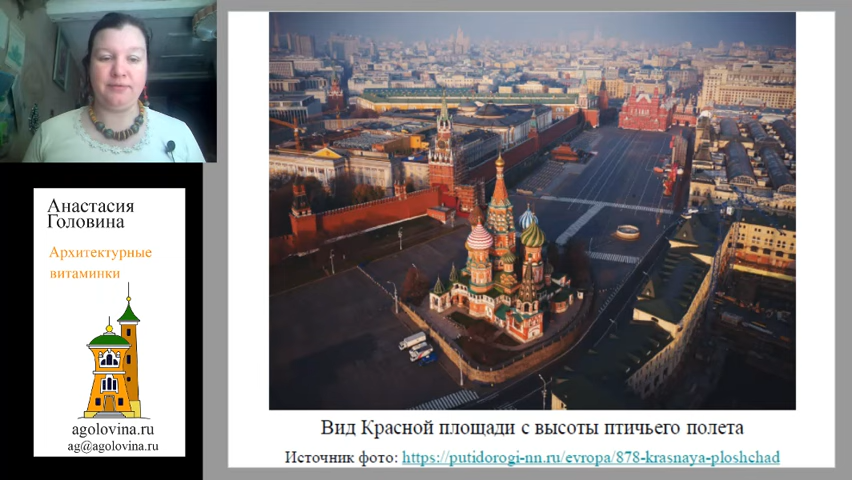 Анастасия
Головина
Архитектурные
витаминки
agolovina.ru
ag@agolovina.ru
Вид Красной площади с высоты птичьего полета
Источник фото: https://putidorogi-nn.ru/evropa/878-krasnaya-ploshchad